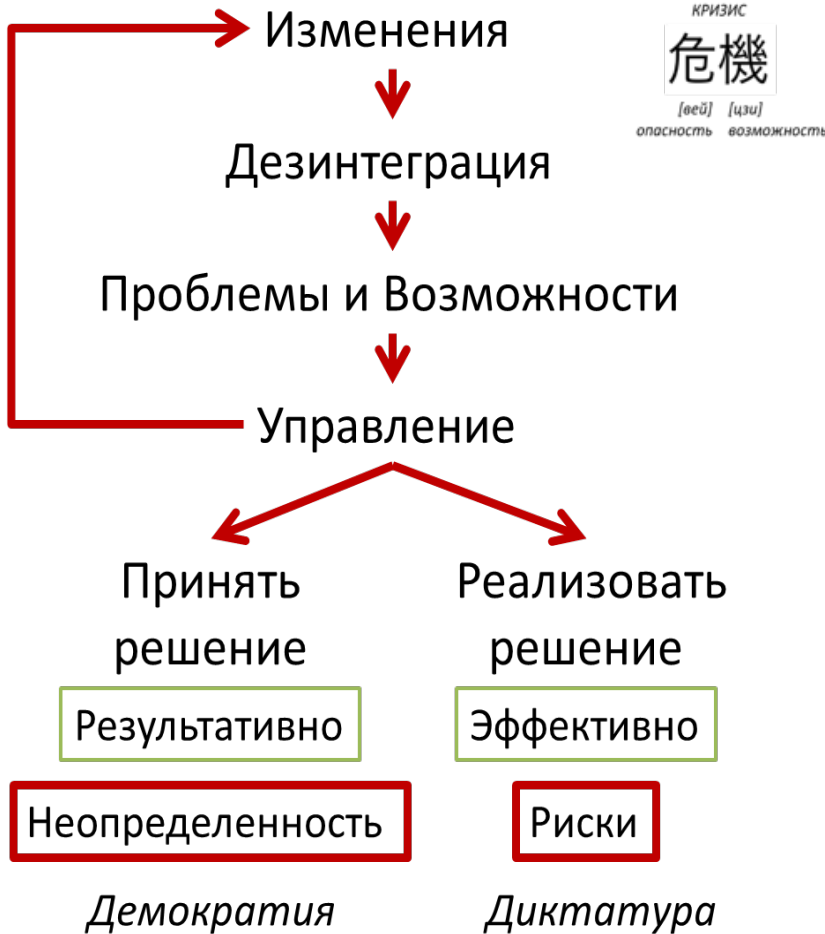 Изменения
КРИЗИС
危機
[вей] [цзи]
опасность возможность
Дезинтеграция
Проблемы и Возможности
Управление
Принять
решение
Реализовать
решение
Результативно
Эффективно
Неопределенность
Риски
Демократия
Диктатура